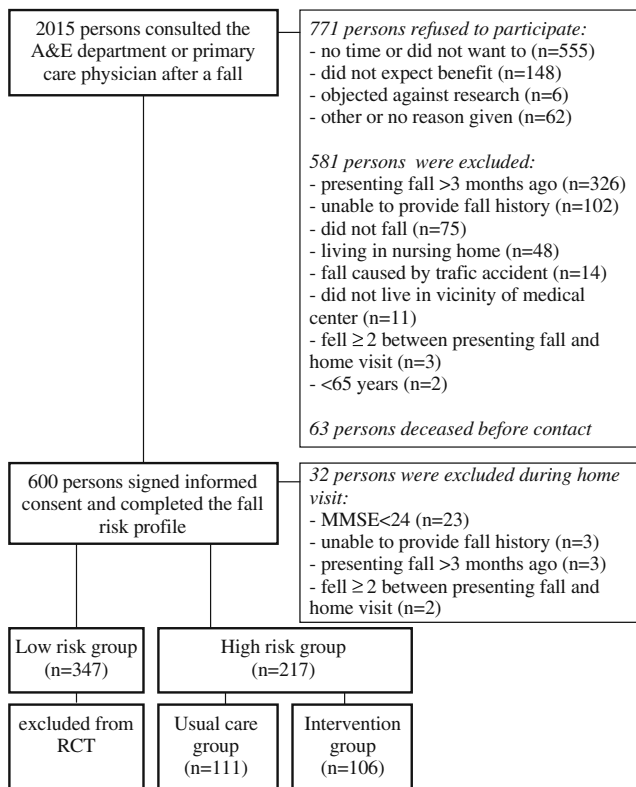 2015 persons consulted the
A&E department or primary
care physician after a fall
771 persons refused to participate:
- no time or did not want to (n=555)
- did not expect benefit (n=148)
- objected against research (n=6)
- other or no reason given (n=62)
581 persons were excluded:
- presenting fall >3 months ago (n=326)
- unable to provide fall history (n=102)
- did not fall (n=75)
- living in nursing home (n=48)
- fall caused by trafic accident (n=14)
- did not live in vicinity of medical
center (n=11)
- fell ≥ 2 between presenting fall and
home visit (n=3)
- <65 years (n=2)
63 persons deceased before contact
600 persons signed informed
consent and completed the fall
risk profile
32 persons were excluded during home
visit:
- MMSE<24 (n=23)
- unable to provide fall history (n=3)
- presenting fall >3 months ago (n=3)
- fell ≥ 2 between presenting fall and
home visit (n=2)
Low risk group
(n=347)
High risk group
(n=217)
excluded from
RCT
Usual care
group
(n=111)
Intervention
group
(n=106)